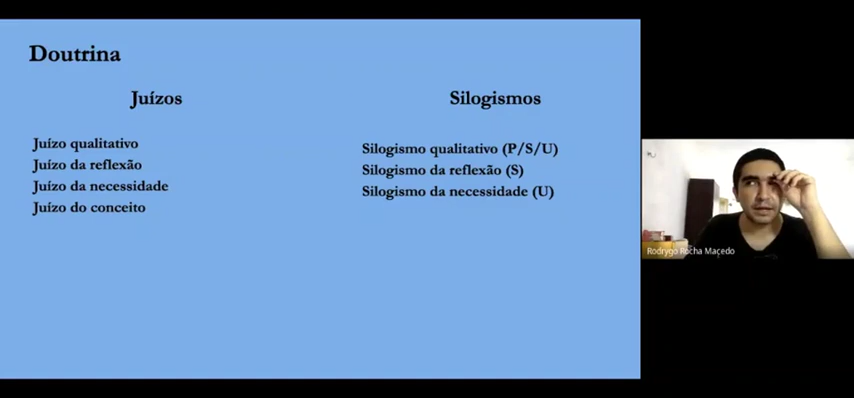 Doutrina
Juízos
Juízo qualitativo
Juízo da reflexão
Juízo da necessidade
Juízo do conceito
Silogismos
Silogismo qualitativo (P/S/U)
Silogismo da reflexão (S)
Silogismo da necessidade (U)
Rodrygo Rocha Maçedo